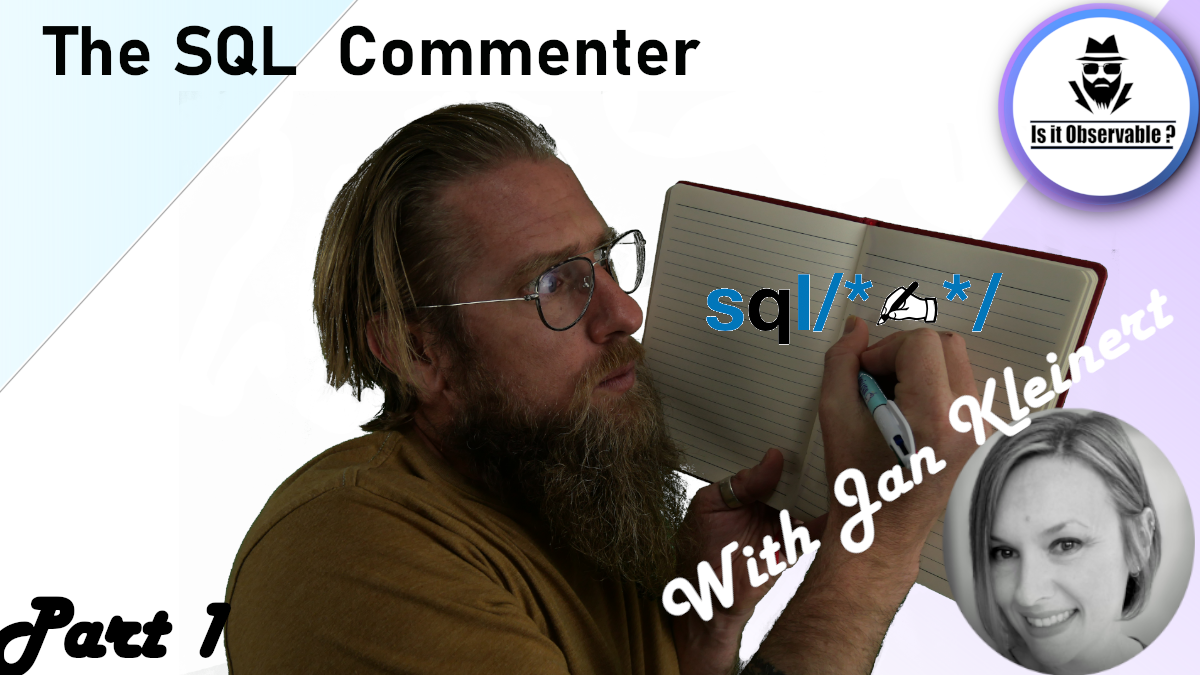 The SQL Commenter
Is it Observable ?
sql/*✍*/
With Jan Kleinert
Part 1